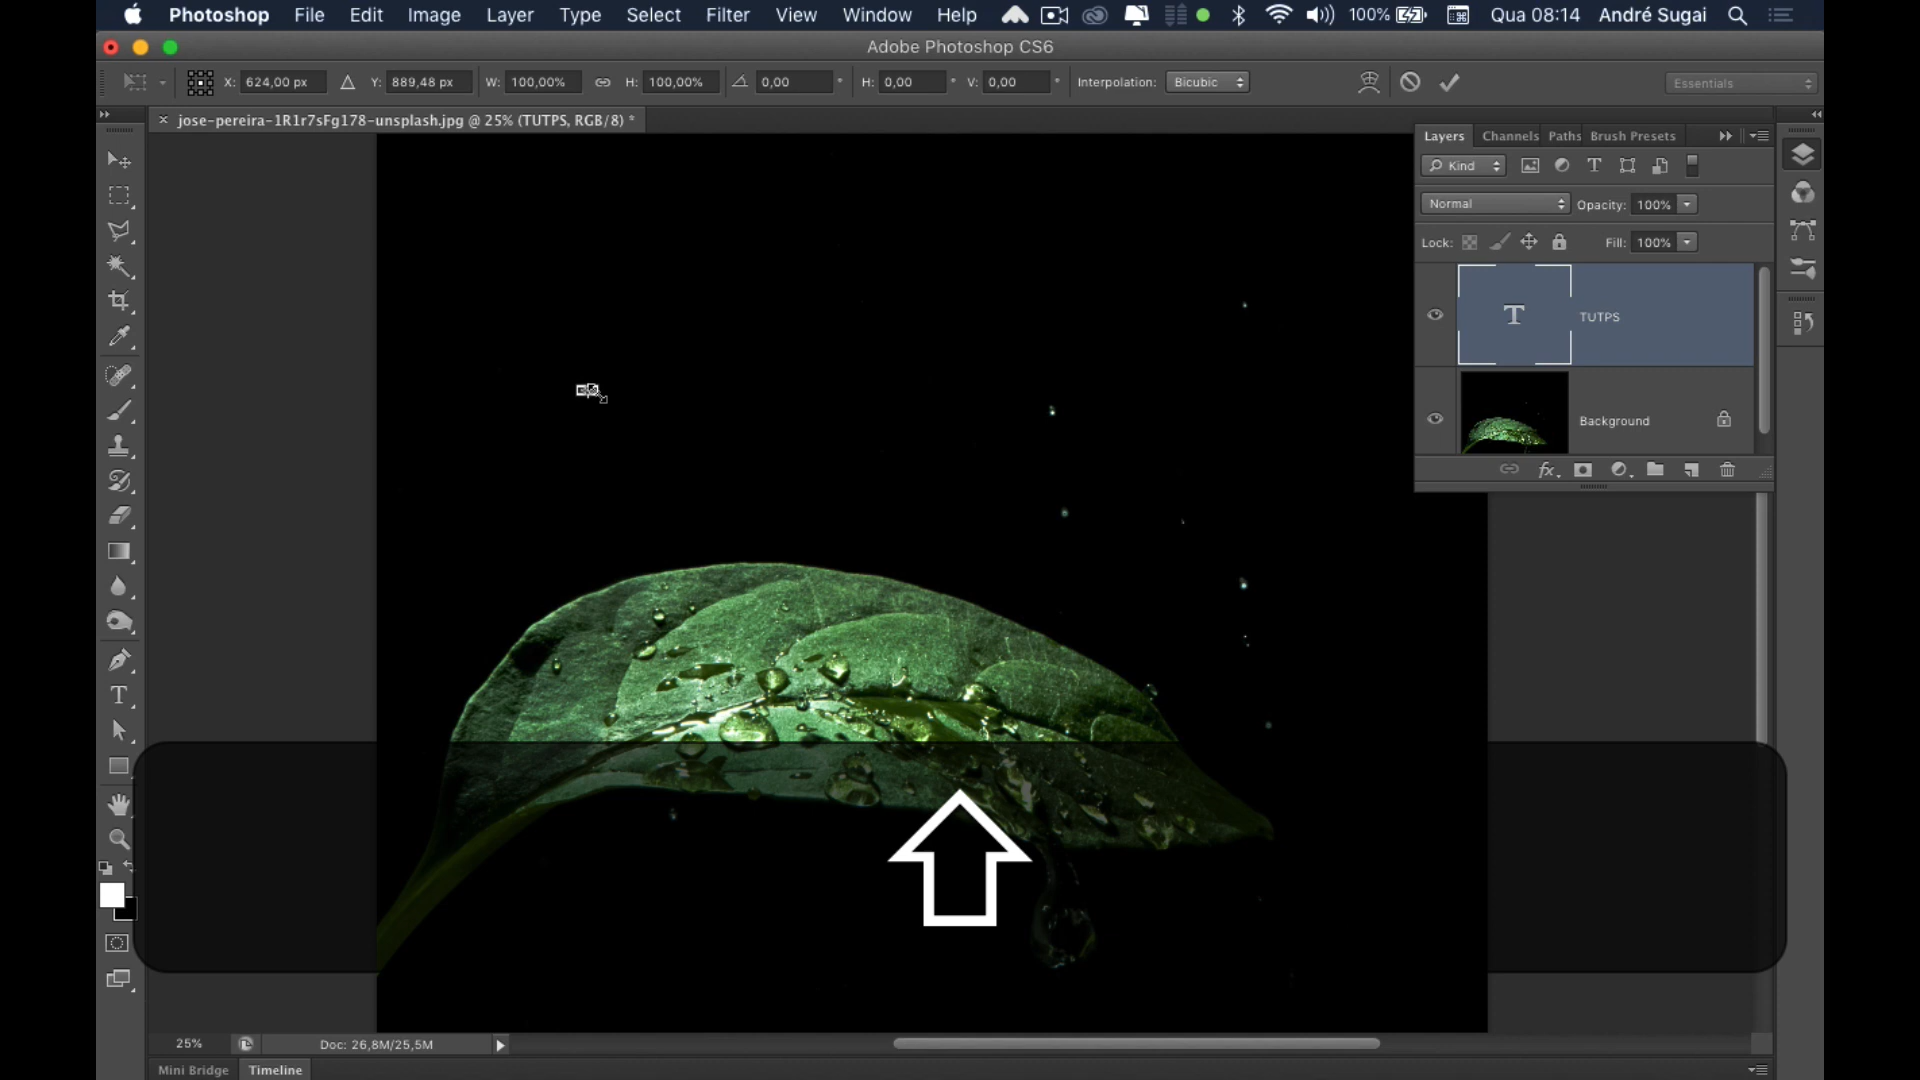 Photoshop File Edit Image Layer Type Select Filter View Window Help 100% Qua 08:14 André Sugai
Adobe Photoshop CS6
X: 624,00 px Y: 889,48 px W: 100,00% H: 100,00% 0,00 ° H: 0,00 ° V: 0,00 ° Interpolation: Bicubic Essentials
jose-pereira-1R1r7sFg178-unsplash.jpg @ 25% (TUTPS, RGB/8) *
Layers Channels Paths Brush Presets
Kind
Normal Opacity: 100%
Lock: Fill: 100%
TUTPS
Background
fx
25% Doc: 26,8M/25,5M
Mini Bridge Timeline